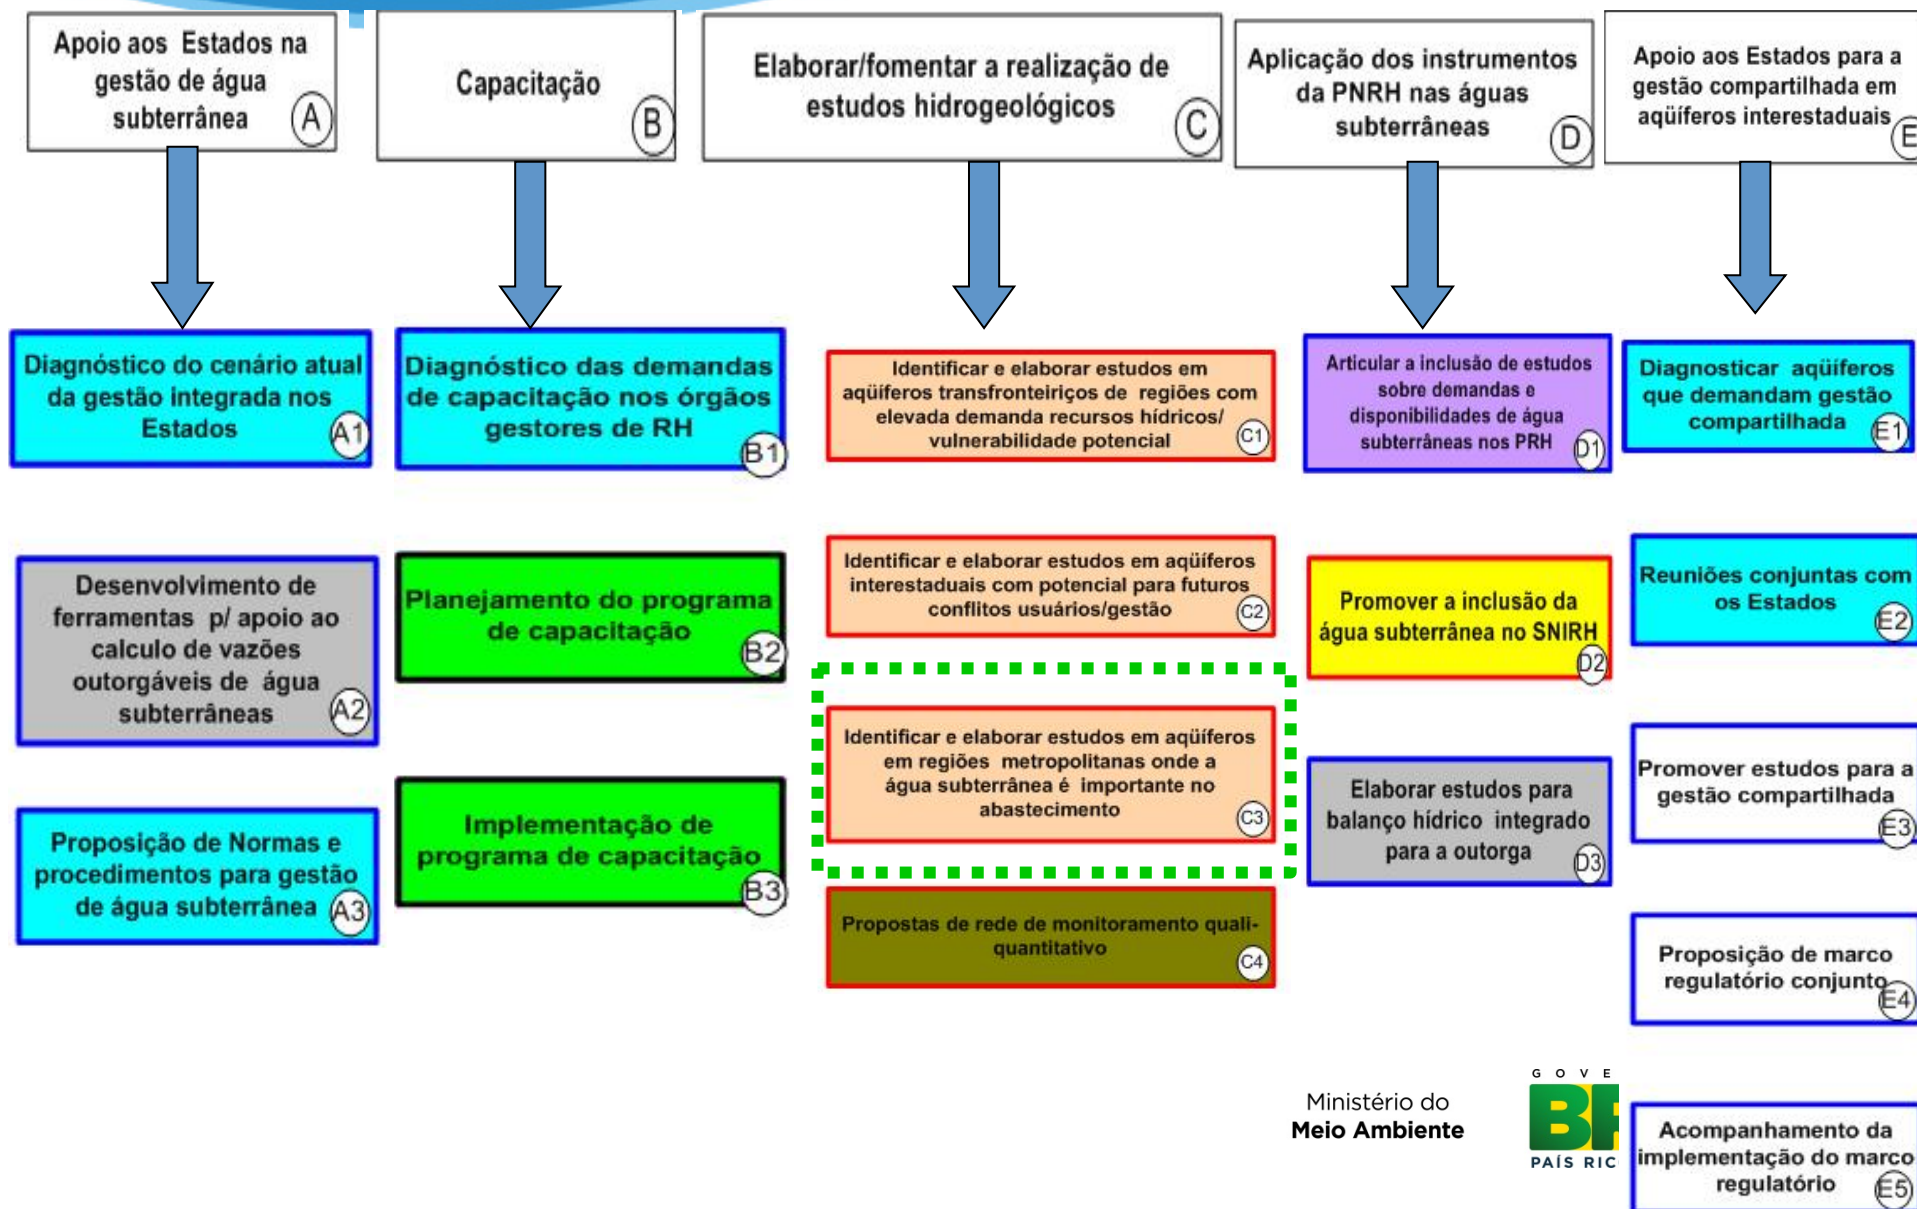 Apoio aos Estados na
gestão de água
subterrânea
A
Capacitação
B
Elaborar/fomentar a realização de
estudos hidrogeológicos
C
Aplicação dos instrumentos
da PNRH nas águas
subterrâneas
D
Apoio aos Estados para a
gestão compartilhada em
aqüíferos interestaduais
E
Diagnóstico do cenário atual
da gestão integrada nos
Estados
A1
Desenvolvimento de
ferramentas p/ apoio ao
calculo de vazões
outorgáveis de água
subterrâneas
A2
Proposição de Normas e
procedimentos para gestão
de água subterrânea
A3
Diagnóstico das demandas
de capacitação nos órgãos
gestores de RH
B1
Planejamento do programa
de capacitação
B2
Implementação de
programa de capacitação
B3
Identificar e elaborar estudos em
aqüíferos transfronteiriços de regiões com
elevada demanda recursos hídricos/
vulnerabilidade potencial
C1
Identificar e elaborar estudos em aqüíferos
interestaduais com potencial para futuros
conflitos usuários/gestão
C2
Identificar e elaborar estudos em aqüíferos
em regiões metropolitanas onde a
água subterrânea é importante no
abastecimento
C3
Propostas de rede de monitoramento quali-
quantitativo
C4
Articular a inclusão de estudos
sobre demandas e
disponibilidades de água
subterrâneas nos PRH
D1
Promover a inclusão da
água subterrânea no SNIRH
D2
Elaborar estudos para
balanço hídrico integrado
para a outorga
D3
Diagnosticar aqüíferos
que demandam gestão
compartilhada
E1
Reuniões conjuntas com
os Estados
E2
Promover estudos para a
gestão compartilhada
E3
Proposição de marco
regulatório conjunto
E4
Acompanhamento da
implementação do marco
regulatório
E5
Ministério do
Meio Ambiente
GOVE
BR
PAÍS RIC